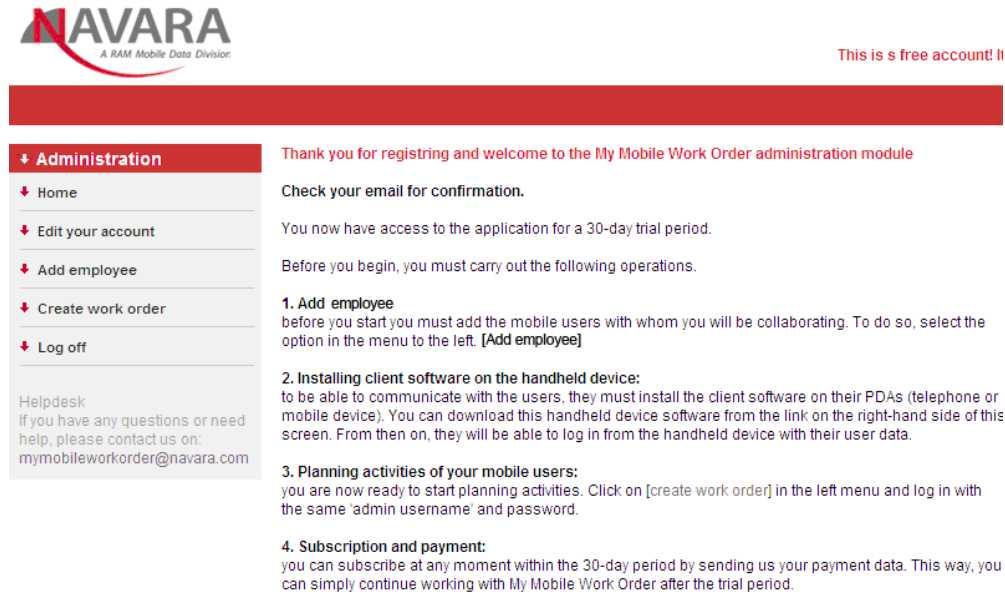 NAVARA
A RAM Mobile Data Division.
This is s free account! It
Administration
Home
Edit your account
Add employee
Create work order
Log off
Helpdesk
If you have any questions or need
help, please contact us on:
mymobileworkorder@navara.com
Thank you for registring and welcome to the My Mobile Work Order administration module
Check your email for confirmation.
You now have access to the application for a 30-day trial period.
Before you begin, you must carry out the following operations.
1. Add employee
before you start you must add the mobile users with whom you will be collaborating. To do so, select the
option in the menu to the left. [Add employee]
2. Installing client software on the handheld device:
to be able to communicate with the users, they must install the client software on their PDAs (telephone or
mobile device). You can download this handheld device software from the link on the right-hand side of this
screen. From then on, they will be able to log in from the handheld device with their user data.
3. Planning activities of your mobile users:
you are now ready to start planning activities. Click on [create work order] in the left menu and log in with
the same 'admin username' and password.
4. Subscription and payment:
you can subscribe at any moment within the 30-day period by sending us your payment data. This way, you
can simply continue working with My Mobile Work Order after the trial period.